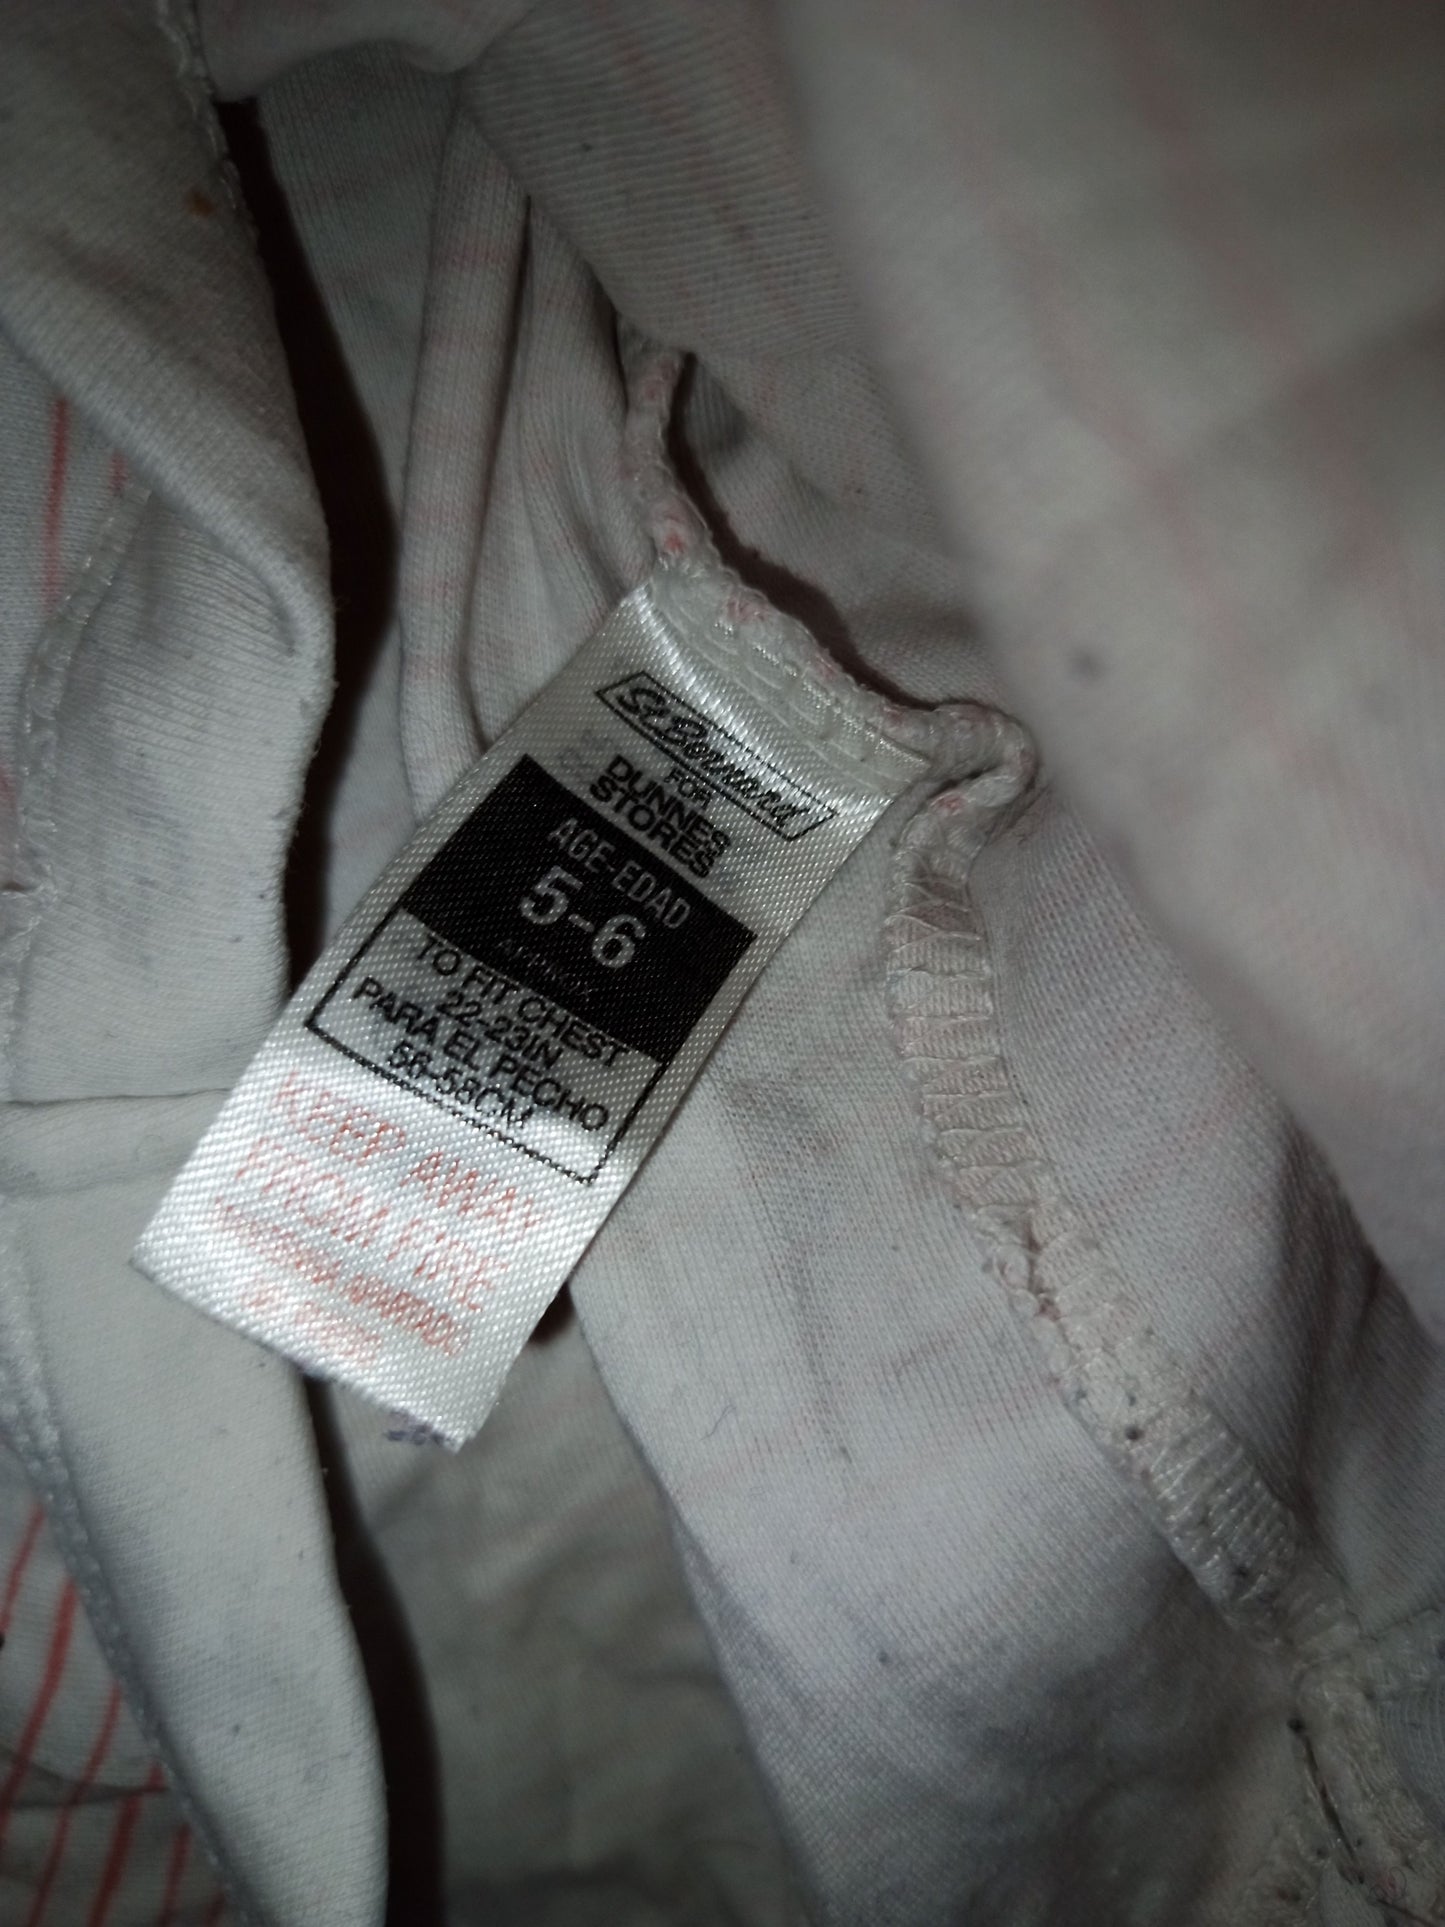 St Bernard
FOR
DUNNES
STORES
AGE-EDAD
5-6
TO FIT CHEST
22-23IN
PARA EL PECHO
56-58CM
KEEP AWAY
FROM FIRE